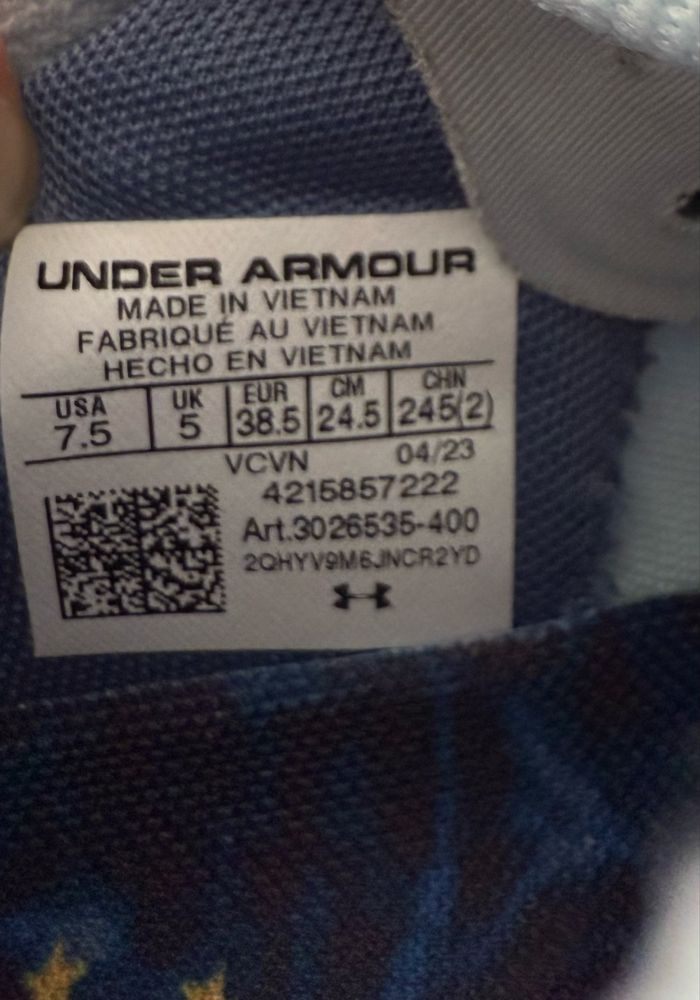 UNDER ARMOUR
MADE IN VIETNAM
FABRIQUÉ AU VIETNAM
HECHO EN VIETNAM
USA UK EUR CM CHN
7.5 5 38.5 24.5 245(2)
VCVN 04/23
4215857222
Art.3026535-400
2QHYV9M6JNCR2YD